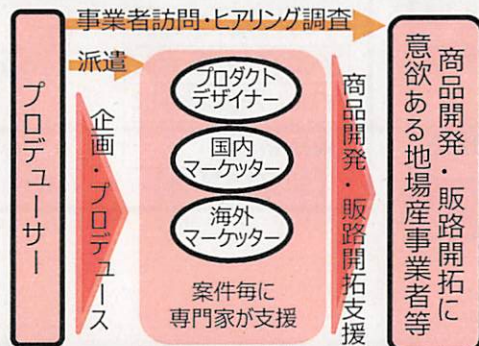 事業者訪問・ヒアリング調査
派遣
プロデューサー
企画・プロデュース
プロダクト
デザイナー
国内
マーケッター
海外
マーケッター
案件毎に
専門家が支援
商品開発・販路開拓支援
商品開発・販路開拓に
意欲ある地場産事業者等